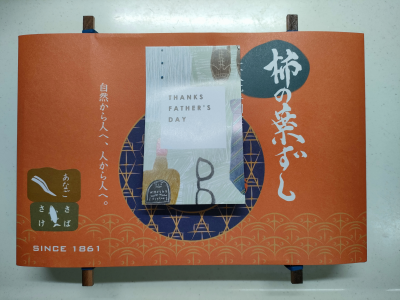 柿の葉ずし
THANKS
FATHER'S
DAY
自然から人へ、人から人へ。
あなご
さば
さけ
SINCE 1861